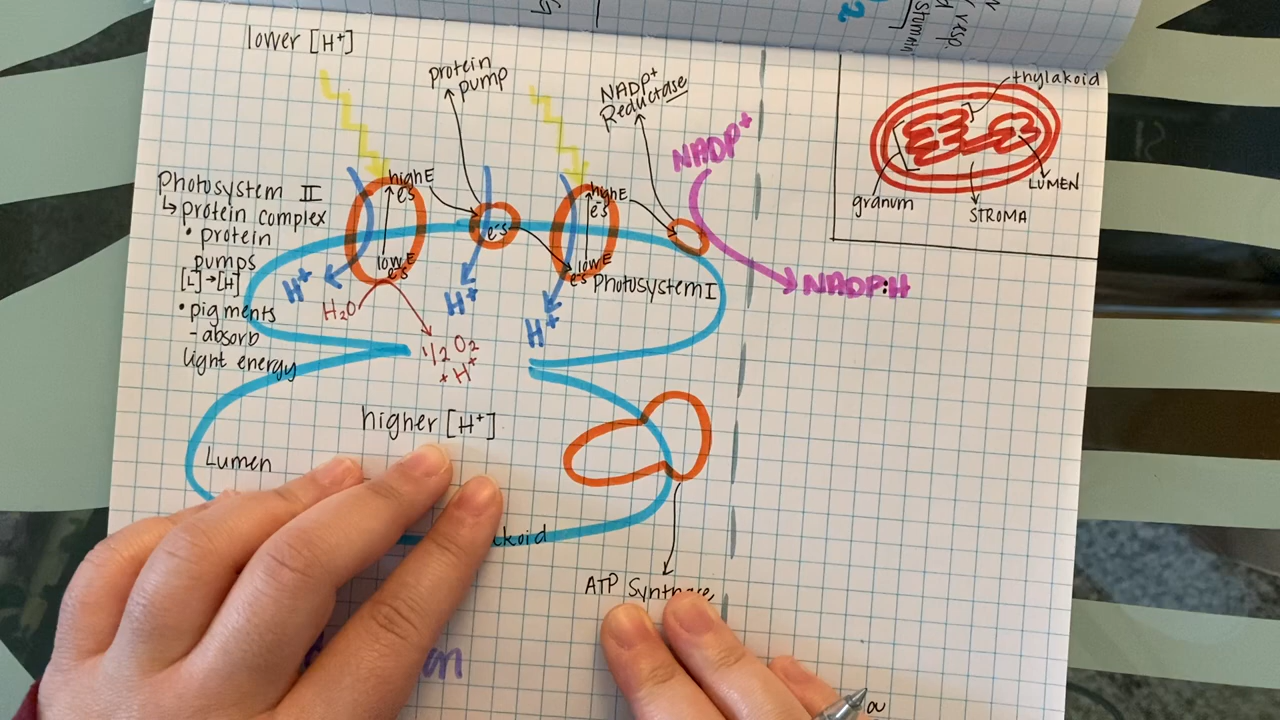 lower [H⁺]
protein
pump
NADP⁺
Reductase
NADP⁺
NADP:H
Photosystem II
↳ protein complex
• protein
pumps
[L]→[H]
• pigments
- absorb
light energy
high E
e⁻s
low E
e⁻s
e⁻s
high E
e⁻s
low E
e⁻s
Photosystem I
H⁺
H⁺
H⁺
H₂O
1/2 O₂
+ H⁺
higher [H⁺]
Lumen
ATP Synthase
thylakoid
granum
STROMA
LUMEN